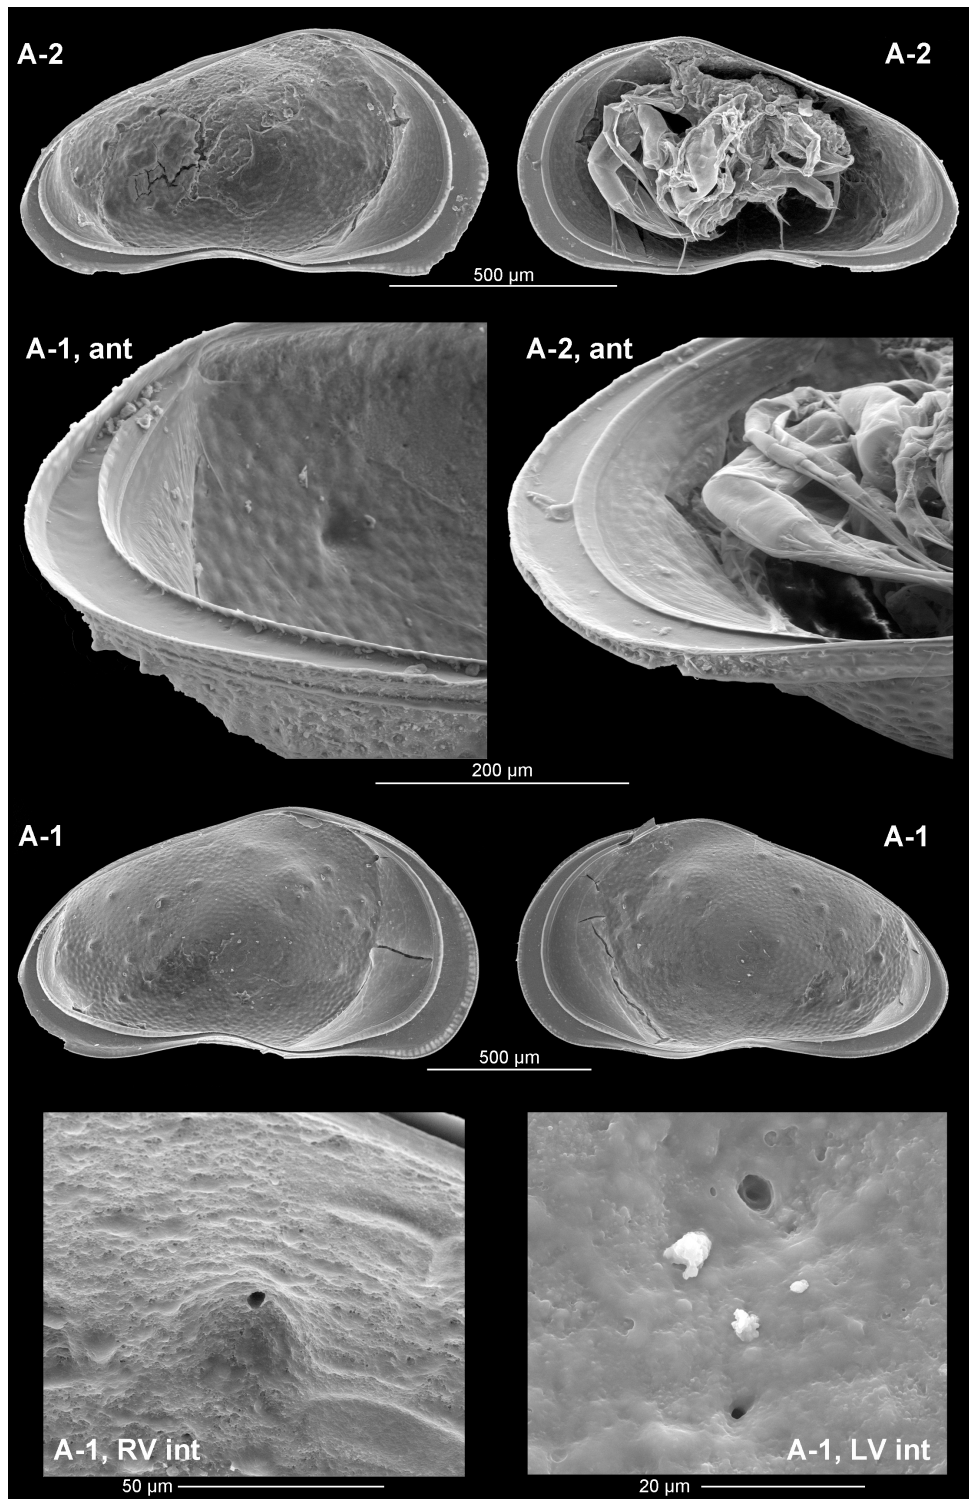 A-2
A-2
500 µm
A-1, ant
A-2, ant
200 µm
A-1
A-1
500 µm
A-1, RV int
A-1, LV int
50 µm
20 µm